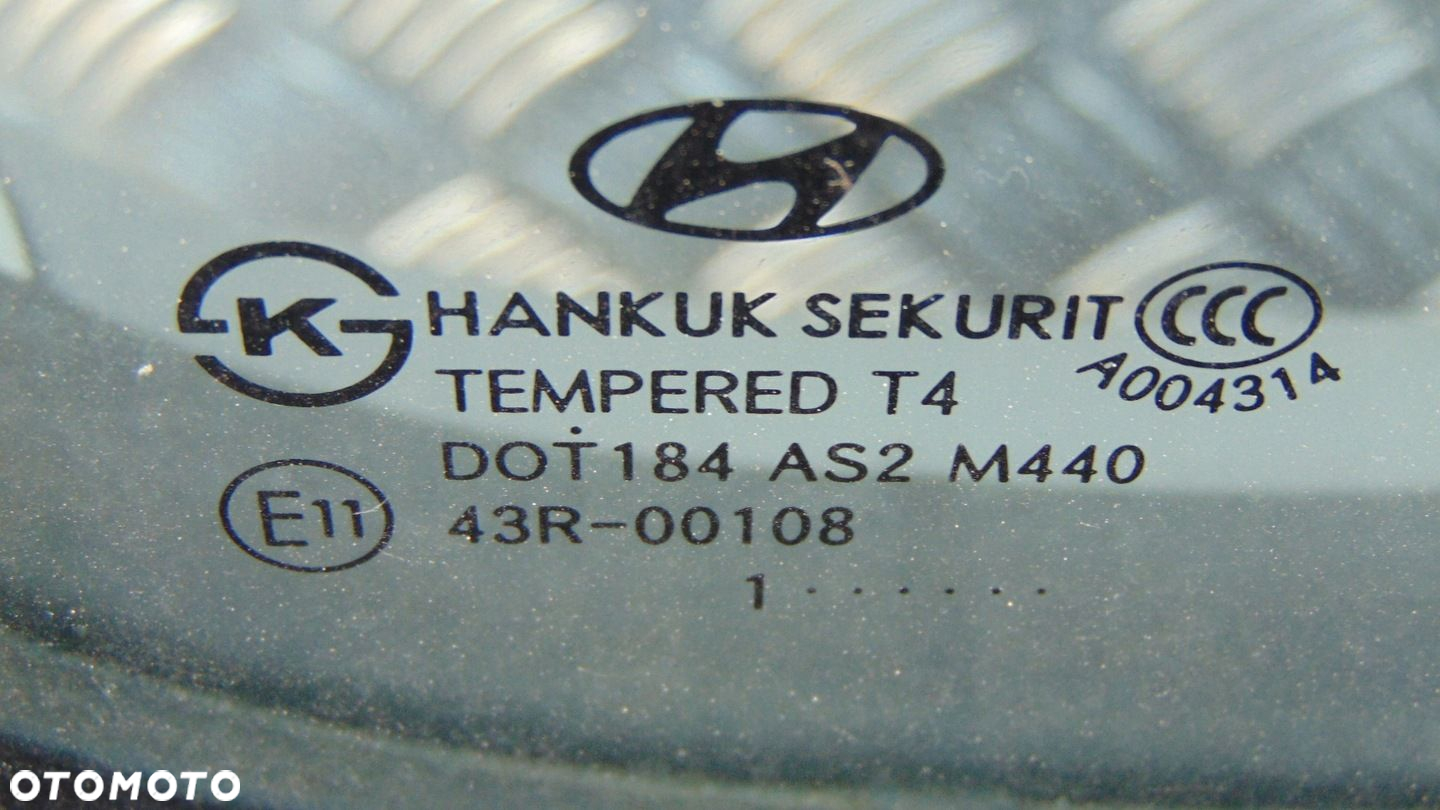 K HANKUK SEKURIT CCC
A004314
TEMPERED T4
DOT184 AS2 M440
E11 43R-00108
1 . . . . . .
OTOMOTO